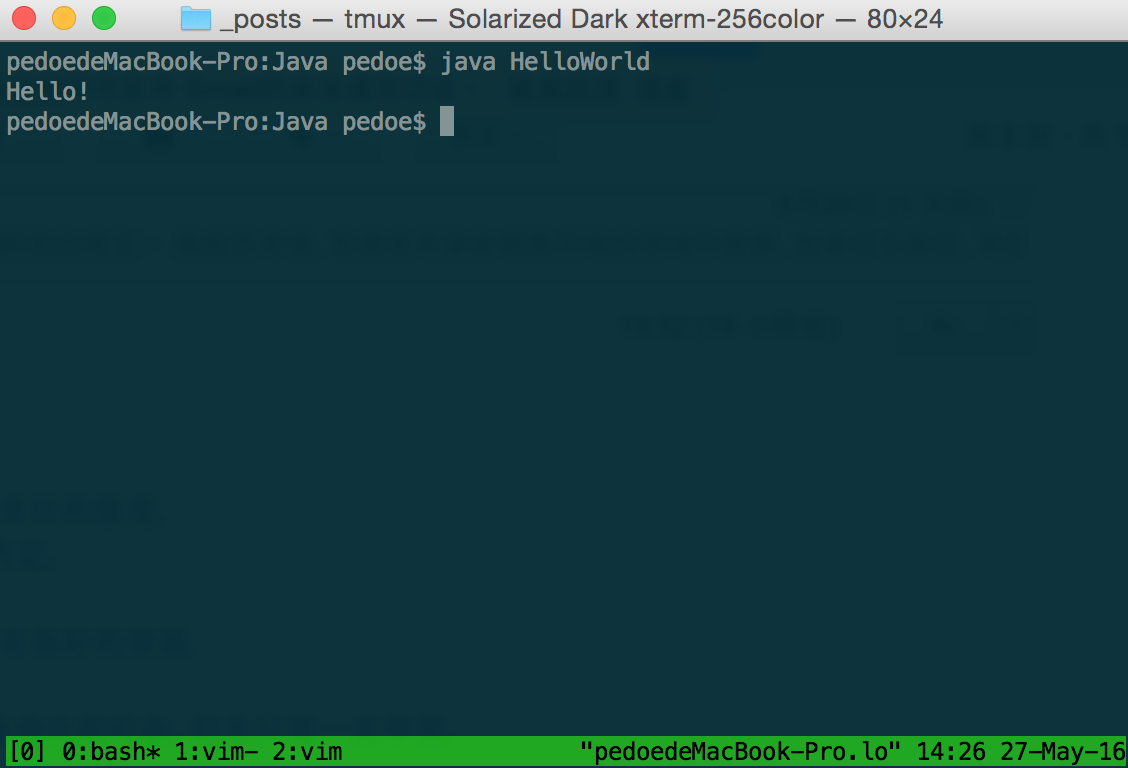 _posts — tmux — Solarized Dark xterm-256color — 80×24
pedoedeMacBook-Pro:Java pedoe$ java HelloWorld
Hello!
pedoedeMacBook-Pro:Java pedoe$
[0] 0:bash* 1:vim- 2:vim "pedoedeMacBook-Pro.lo" 14:26 27-May-16